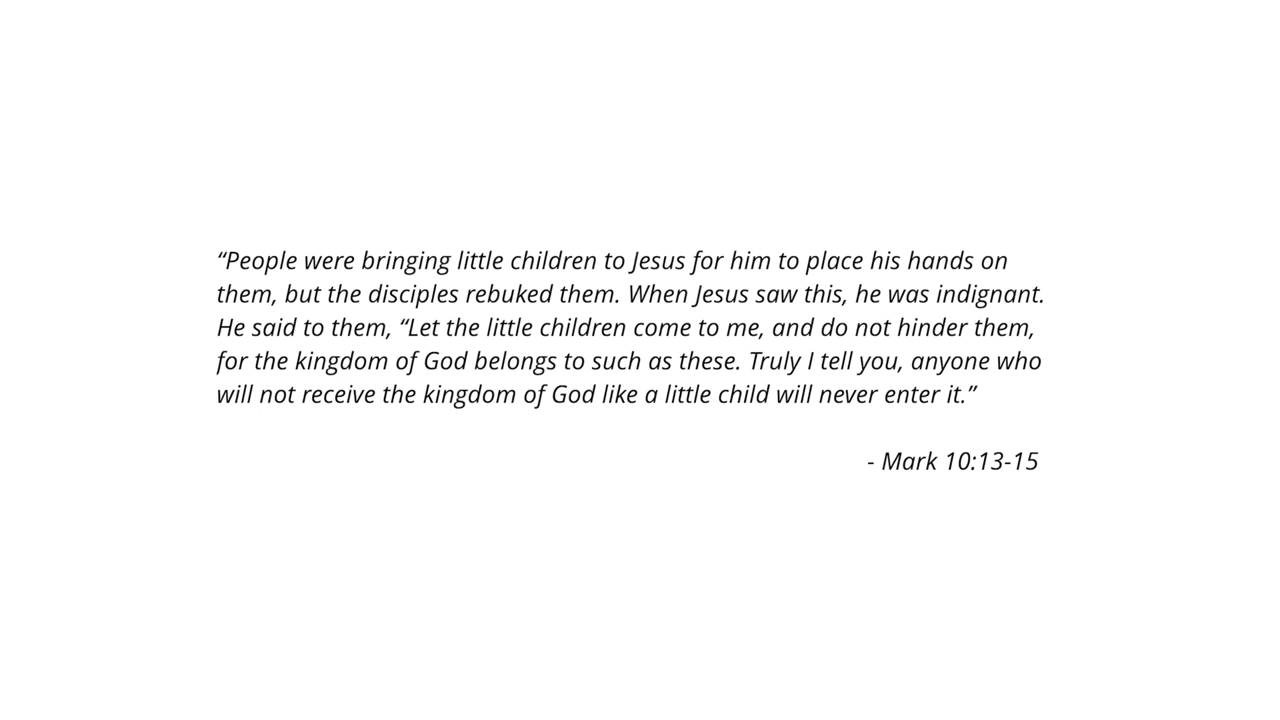 “People were bringing little children to Jesus for him to place his hands on
them, but the disciples rebuked them. When Jesus saw this, he was indignant.
He said to them, “Let the little children come to me, and do not hinder them,
for the kingdom of God belongs to such as these. Truly I tell you, anyone who
will not receive the kingdom of God like a little child will never enter it.”
- Mark 10:13-15